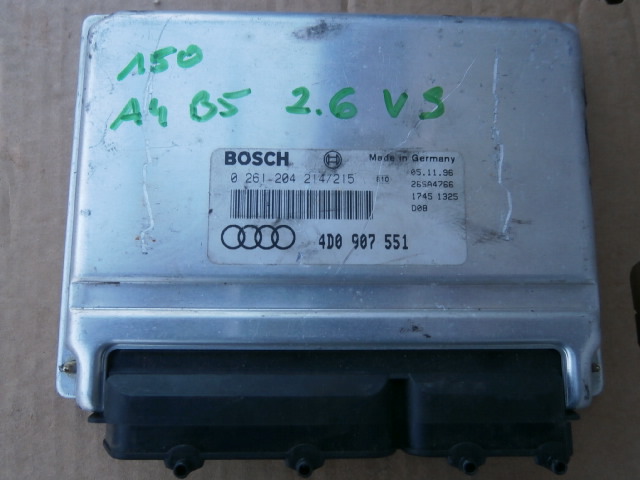 150
A4 B5 2.6 V S
BOSCH Made in Germany
0 261-204 214/215 05.11.96
26SA4766
1745 1325
D08
4D0 907 551